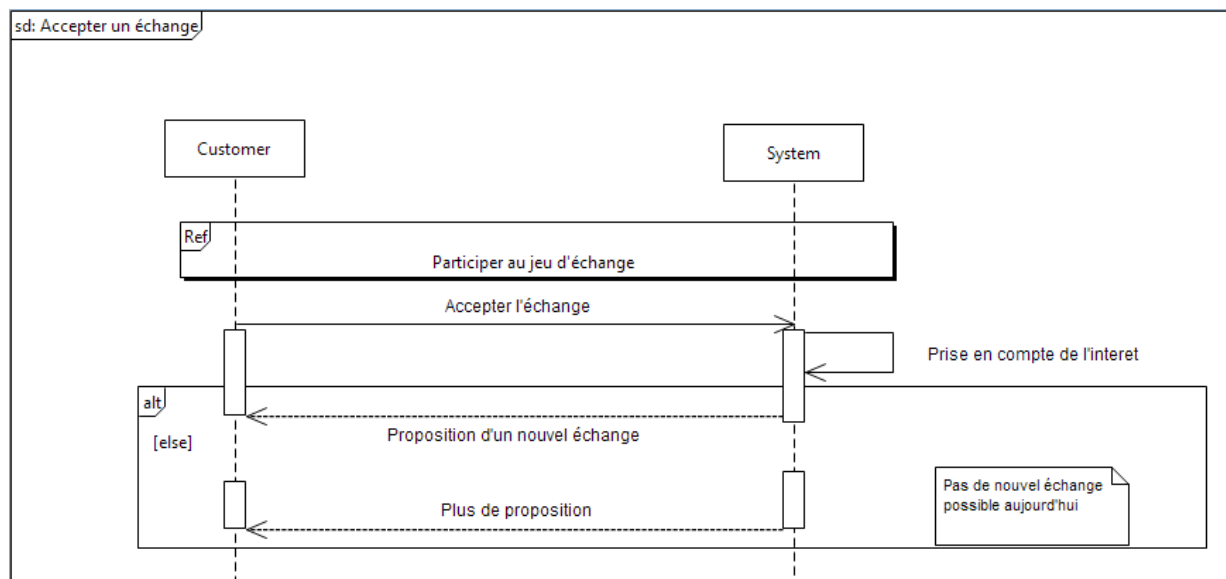 sd: Accepter un échange
Customer
System
Ref
Participer au jeu d'échange
Accepter l'échange
Prise en compte de l'interet
alt
Proposition d'un nouvel échange
[else]
Pas de nouvel échange
possible aujourd'hui
Plus de proposition